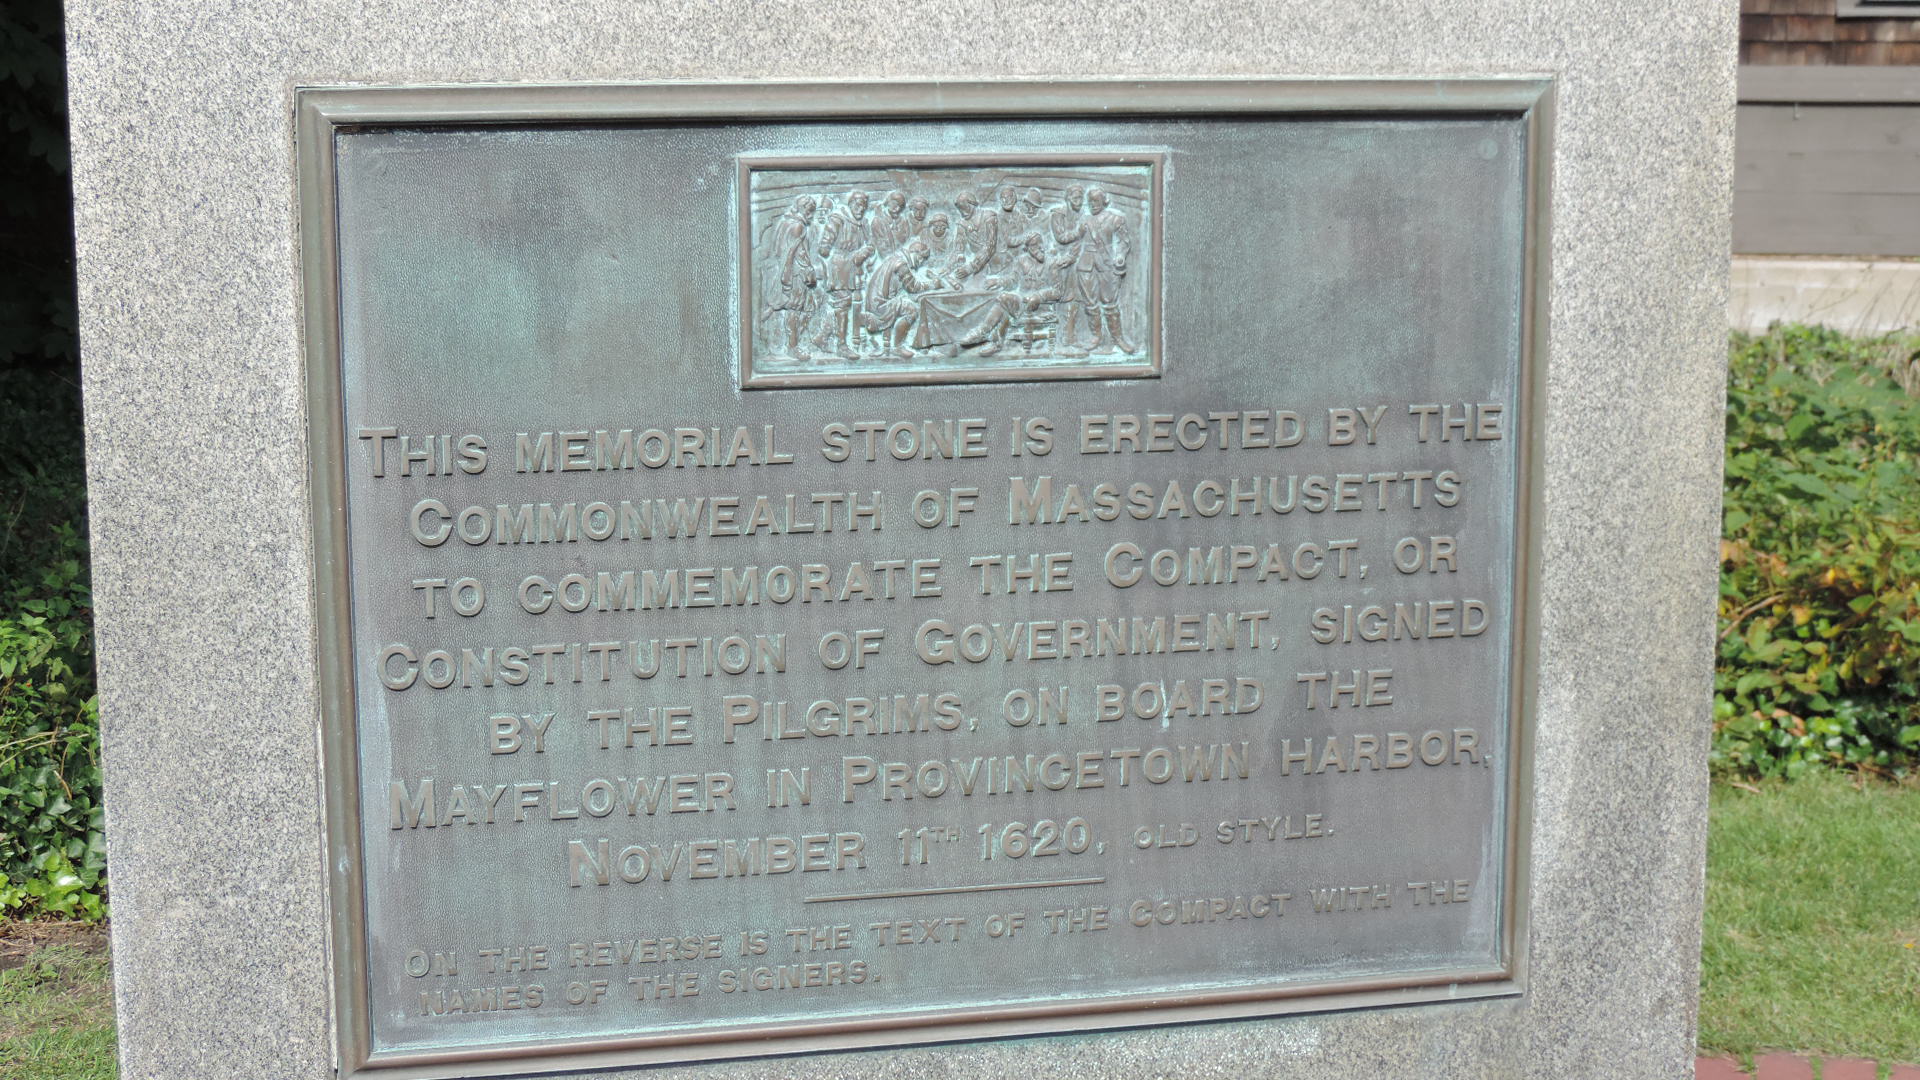 THIS MEMORIAL STONE IS ERECTED BY THE
COMMONWEALTH OF MASSACHUSETTS
TO COMMEMORATE THE COMPACT, OR
CONSTITUTION OF GOVERNMENT, SIGNED
BY THE PILGRIMS, ON BOARD THE
MAYFLOWER IN PROVINCETOWN HARBOR,
NOVEMBER 11TH 1620, OLD STYLE.
ON THE REVERSE IS THE TEXT OF THE COMPACT WITH THE
NAMES OF THE SIGNERS.